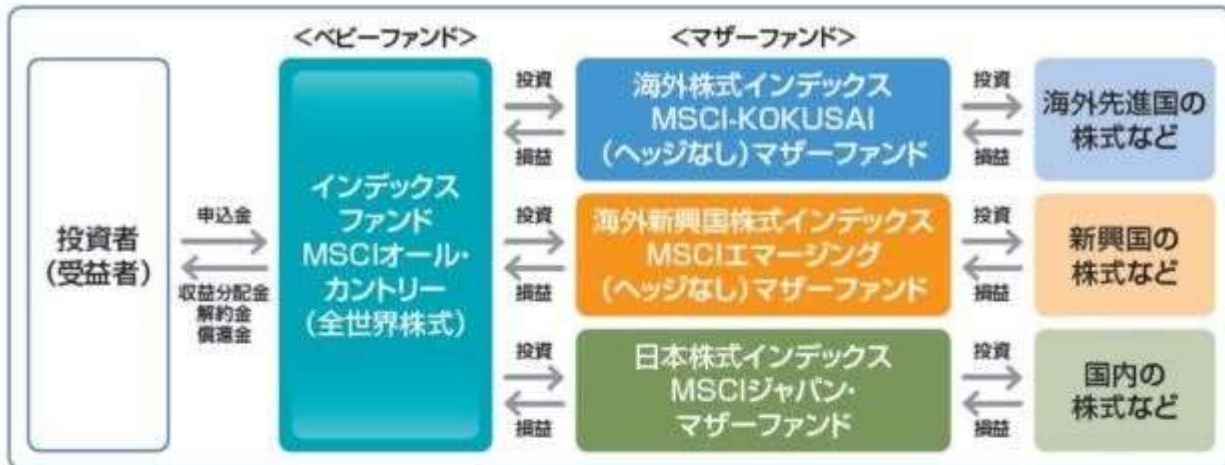 <ベビーファンド>
<マザーファンド>
投資者
(受益者)
申込金
収益分配金
解約金
償還金
インデックス
ファンド
MSCIオール・
カントリー
(全世界株式)
投資
損益
海外株式インデックス
MSCI-KOKUSAI
(ヘッジなし)マザーファンド
投資
損益
海外先進国の
株式など
投資
損益
海外新興国株式インデックス
MSCIエマージング
(ヘッジなし)マザーファンド
投資
損益
新興国の
株式など
投資
損益
日本株式インデックス
MSCIジャパン・
マザーファンド
投資
損益
国内の
株式など